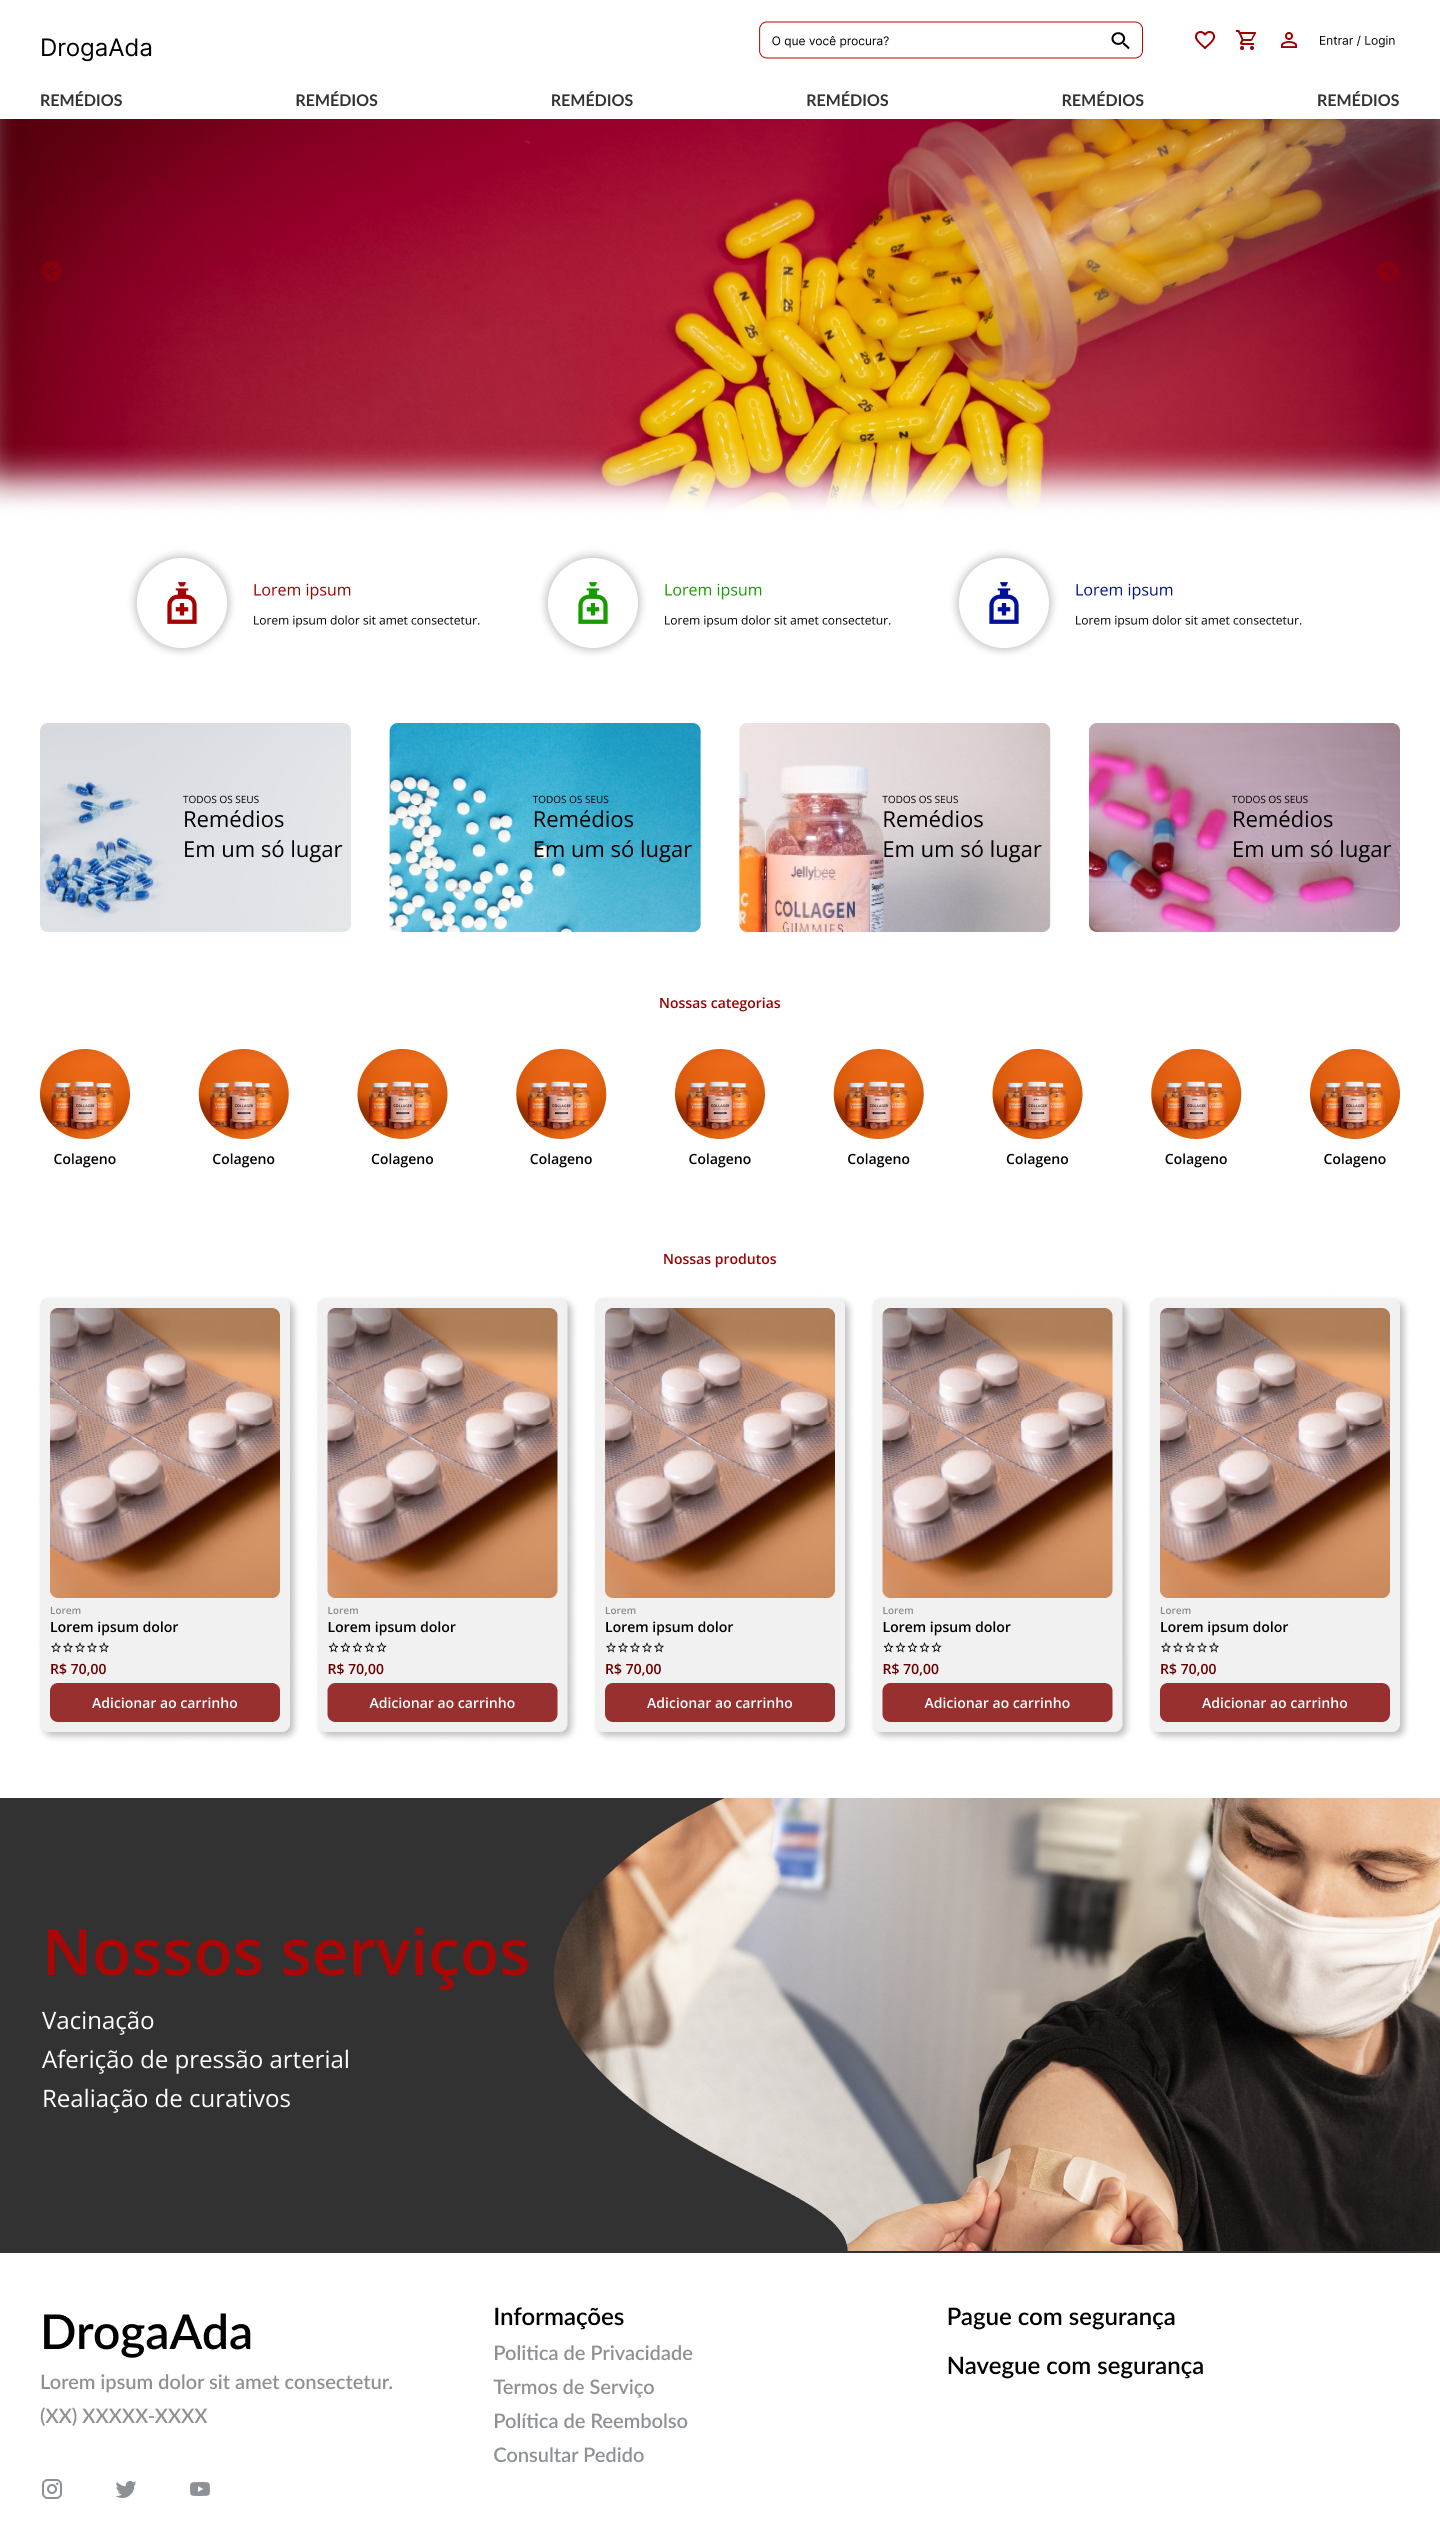 DrogaAda
O que você procura?
Entrar / Login
REMÉDIOS
REMÉDIOS
REMÉDIOS
REMÉDIOS
REMÉDIOS
REMÉDIOS
Lorem ipsum
Lorem ipsum dolor sit amet consectetur.
Lorem ipsum
Lorem ipsum dolor sit amet consectetur.
Lorem ipsum
Lorem ipsum dolor sit amet consectetur.
TODOS OS SEUS
Remédios
Em um só lugar
TODOS OS SEUS
Remédios
Em um só lugar
Jellybee
COLLAGEN
GUMMIES
TODOS OS SEUS
Remédios
Em um só lugar
TODOS OS SEUS
Remédios
Em um só lugar
Nossas categorias
Colageno
Colageno
Colageno
Colageno
Colageno
Colageno
Colageno
Colageno
Colageno
Nossas produtos
Lorem
Lorem ipsum dolor
R$ 70,00
Adicionar ao carrinho
Lorem
Lorem ipsum dolor
R$ 70,00
Adicionar ao carrinho
Lorem
Lorem ipsum dolor
R$ 70,00
Adicionar ao carrinho
Lorem
Lorem ipsum dolor
R$ 70,00
Adicionar ao carrinho
Lorem
Lorem ipsum dolor
R$ 70,00
Adicionar ao carrinho
Nossos serviços
Vacinação
Aferição de pressão arterial
Realiação de curativos
DrogaAda
Lorem ipsum dolor sit amet consectetur.
(XX) XXXXX-XXXX
Informações
Politica de Privacidade
Termos de Serviço
Política de Reembolso
Consultar Pedido
Pague com segurança
Navegue com segurança